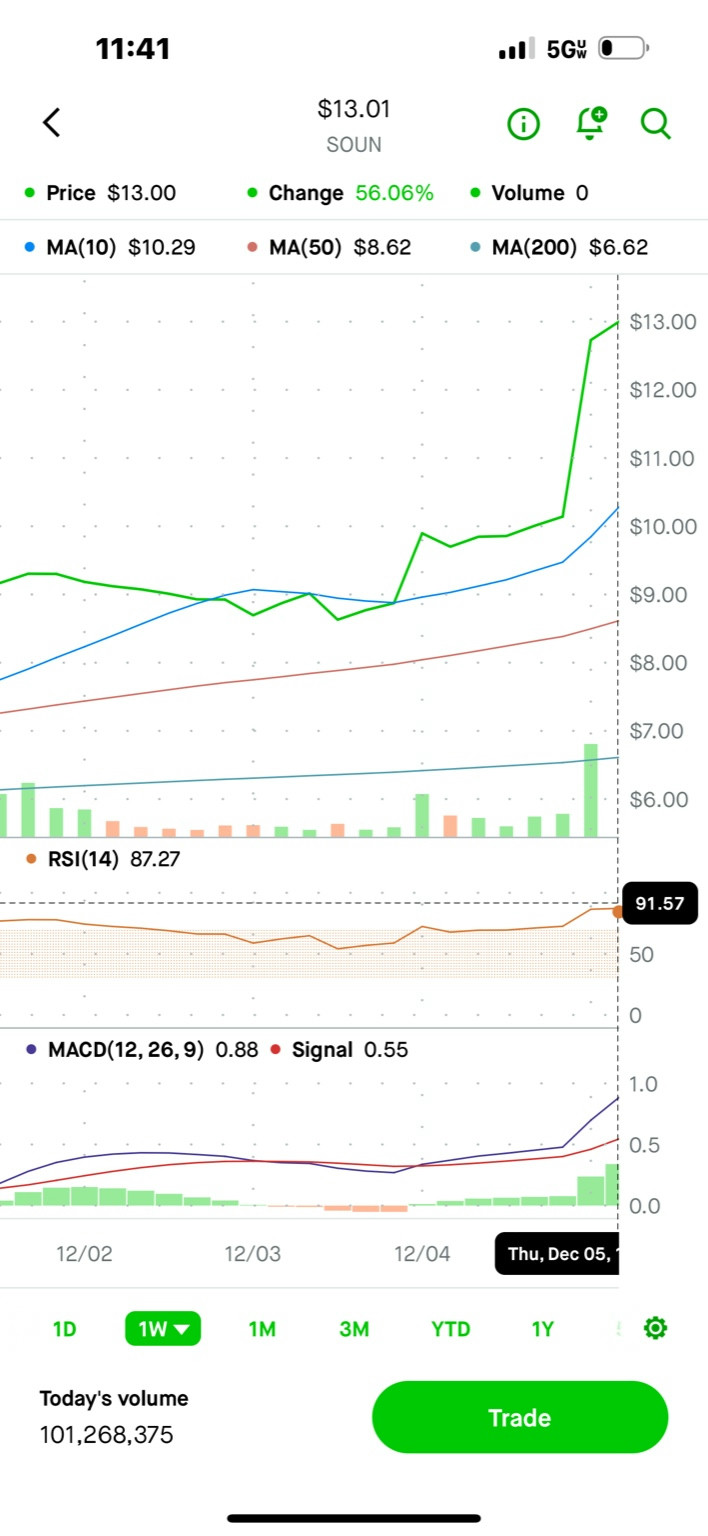 11:41
5GUW
$13.01
SOUN
Price $13.00 Change 56.06% Volume 0
MA(10) $10.29 MA(50) $8.62 MA(200) $6.62
$13.00
$12.00
$11.00
$10.00
$9.00
$8.00
$7.00
$6.00
RSI(14) 87.27
91.57
50
0
MACD(12, 26, 9) 0.88 Signal 0.55
1.0
0.5
0.0
12/02 12/03 12/04 Thu, Dec 05,
1D 1W 1M 3M YTD 1Y
Today's volume
101,268,375
Trade